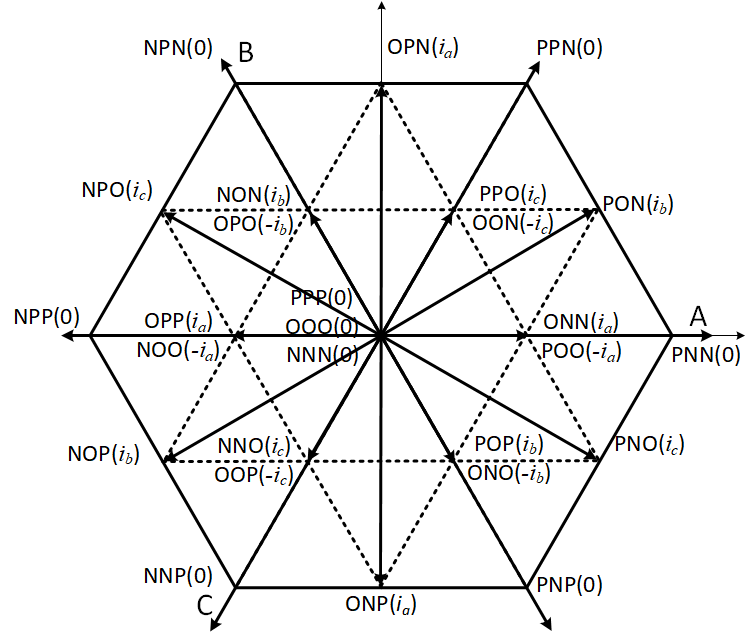 NPN(0)
B
OPN(ia)
PPN(0)
NPO(ic)
NON(ib)
OPO(-ib)
PPO(ic)
OON(-ic)
PON(ib)
NPP(0)
OPP(ia)
NOO(-ia)
PPP(0)
OOO(0)
NNN(0)
ONN(ia)
POO(-ia)
A
PNN(0)
NOP(ib)
NNO(ic)
OOP(-ic)
POP(ib)
ONO(-ib)
PNO(ic)
NNP(0)
C
ONP(ia)
PNP(0)